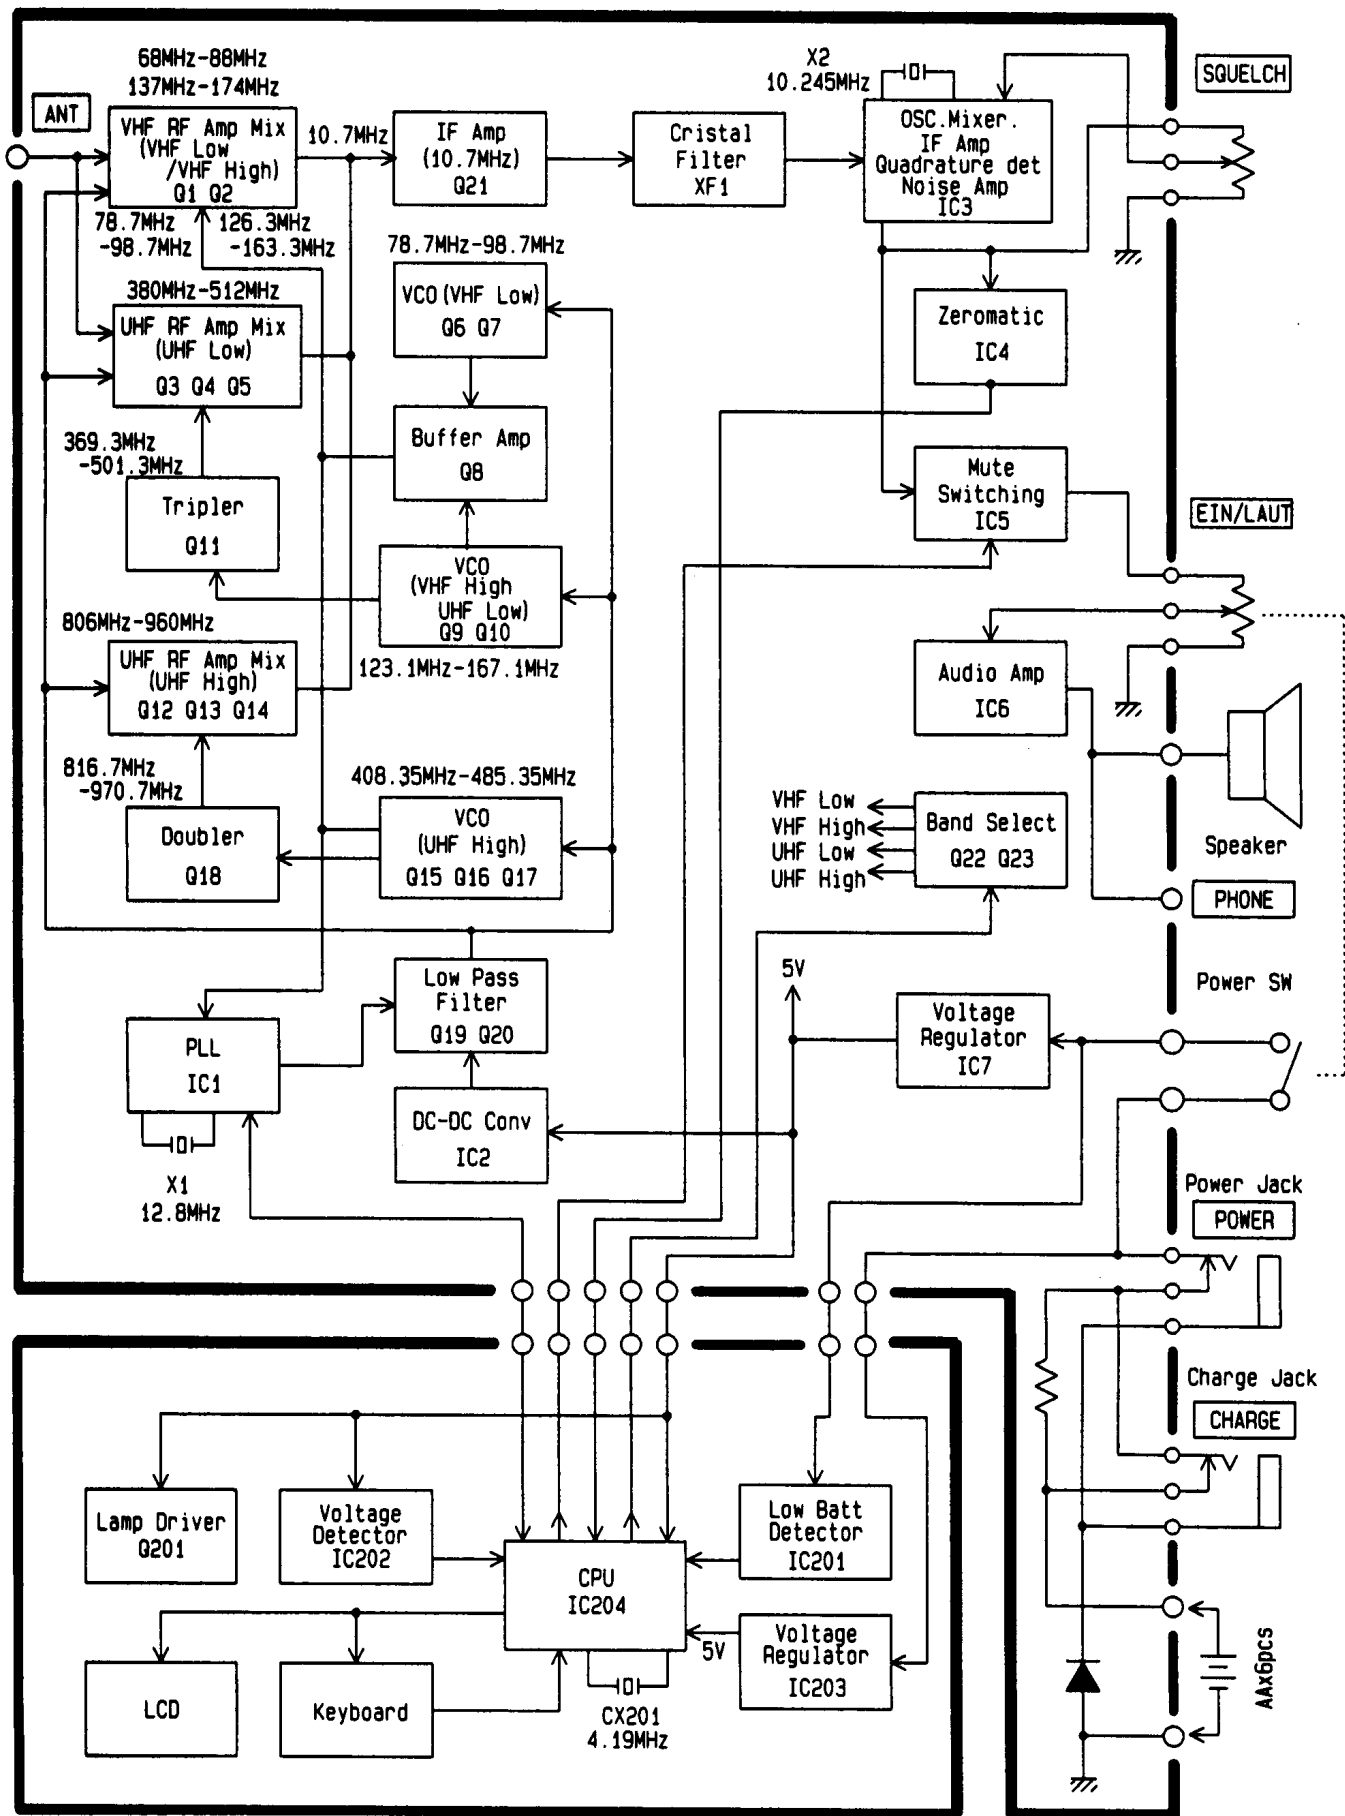 68MHz-88MHz
137MHz-174MHz
ANT
VHF RF Amp Mix
(VHF Low
/VHF High)
Q1 Q2
10.7MHz
IF Amp
(10.7MHz)
Q21
Cristal
Filter
XF1
X2
10.245MHz
OSC.Mixer.
IF Amp
Quadrature det
Noise Amp
IC3
SQUELCH
78.7MHz
-98.7MHz
126.3MHz
-163.3MHz
78.7MHz-98.7MHz
VCO (VHF Low)
Q6 Q7
380MHz-512MHz
UHF RF Amp Mix
(UHF Low)
Q3 Q4 Q5
Zeromatic
IC4
369.3MHz
-501.3MHz
Buffer Amp
Q8
Tripler
Q11
Mute
Switching
IC5
EIN/LAUT
VCO
(VHF High
UHF Low)
Q9 Q10
123.1MHz-167.1MHz
806MHz-960MHz
UHF RF Amp Mix
(UHF High)
Q12 Q13 Q14
Audio Amp
IC6
816.7MHz
-970.7MHz
408.35MHz-485.35MHz
Doubler
Q18
VCO
(UHF High)
Q15 Q16 Q17
VHF Low
VHF High
UHF Low
UHF High
Band Select
Q22 Q23
Speaker
PHONE
Low Pass
Filter
Q19 Q20
5V
Voltage
Regulator
IC7
Power SW
PLL
IC1
DC-DC Conv
IC2
X1
12.8MHz
Power Jack
POWER
Charge Jack
CHARGE
Lamp Driver
Q201
Voltage
Detector
IC202
CPU
IC204
Low Batt
Detector
IC201
5V
Voltage
Regulator
IC203
LCD
Keyboard
CX201
4.19MHz
AAx6pcs